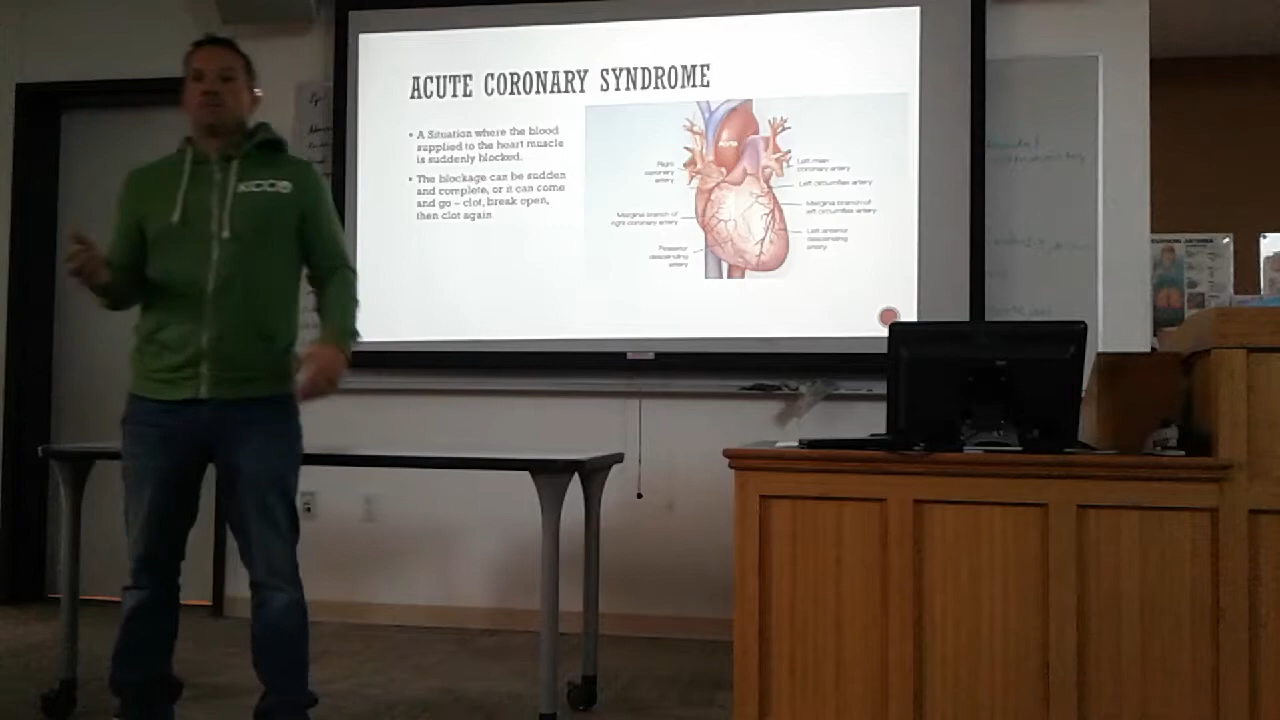 ACUTE CORONARY SYNDROME
• A Situation where the blood
supplied to the heart muscle
is suddenly blocked.
• The blockage can be sudden
and complete, or it can come
and go – clot, break open,
then clot again
Aorta
Right
coronary
artery
Left main
coronary artery
Left circumflex artery
Marginal branch of
left circumflex artery
Marginal branch of
right coronary artery
Left anterior
descending
artery
Posterior
descending
artery
KCCO